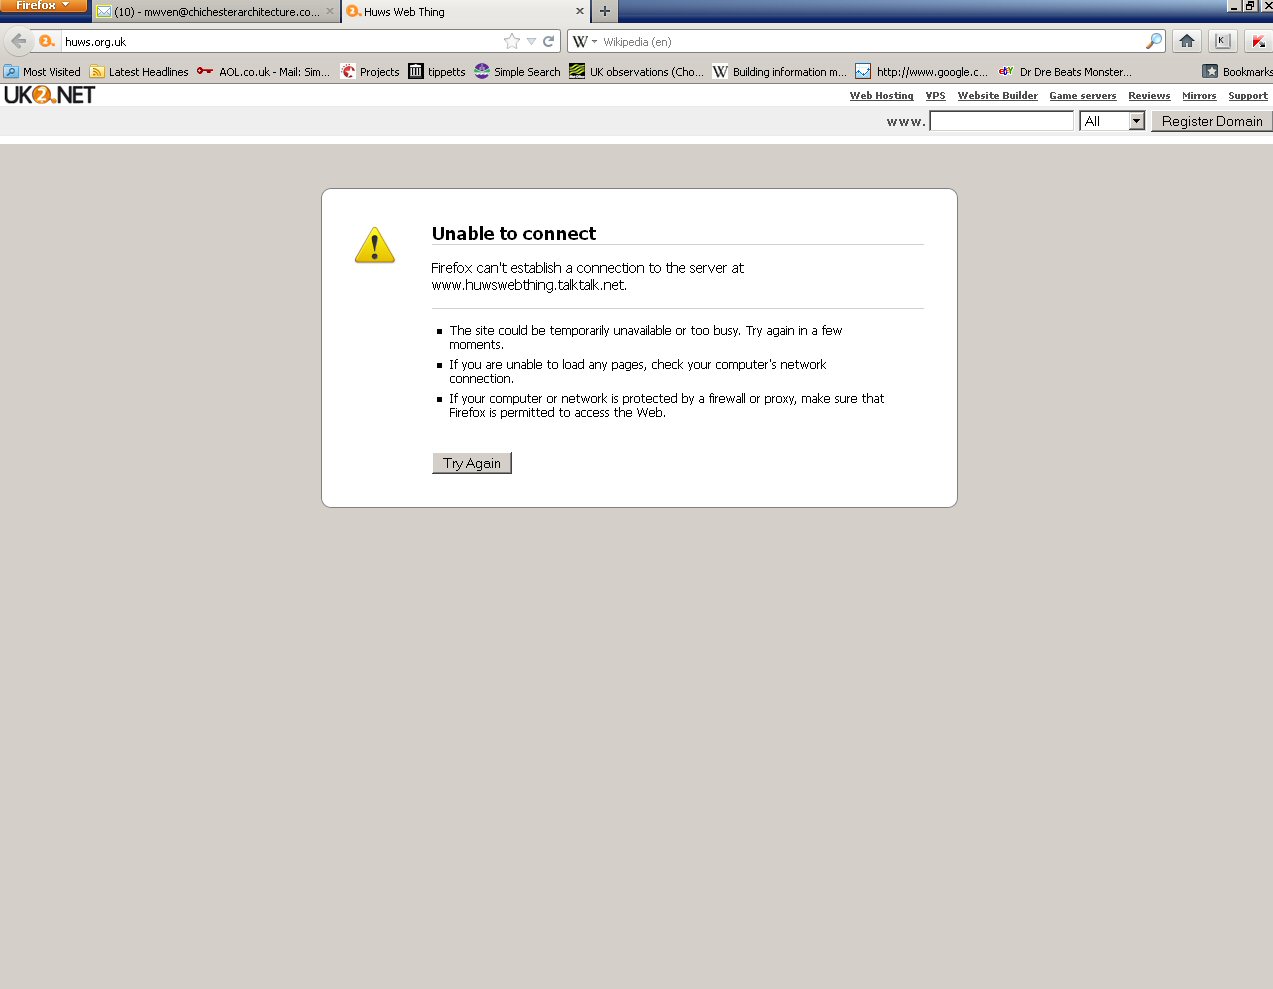 Firefox
(10) - mwven@chichesterarchitecture.co...
Huws Web Thing
huws.org.uk
W Wikipedia (en)
K
Most Visited Latest Headlines AOL.co.uk - Mail: Sim... Projects tippetts Simple Search UK observations (Cho... W Building information m... http://www.google.c... ebY Dr Dre Beats Monster... Bookmarks
UK2.NET
Web Hosting VPS Website Builder Game servers Reviews Mirrors Support
www. All Register Domain
Unable to connect
Firefox can't establish a connection to the server at
www.huwswebthing.talktalk.net.
The site could be temporarily unavailable or too busy. Try again in a few
moments.
If you are unable to load any pages, check your computer's network
connection.
If your computer or network is protected by a firewall or proxy, make sure that
Firefox is permitted to access the Web.
Try Again